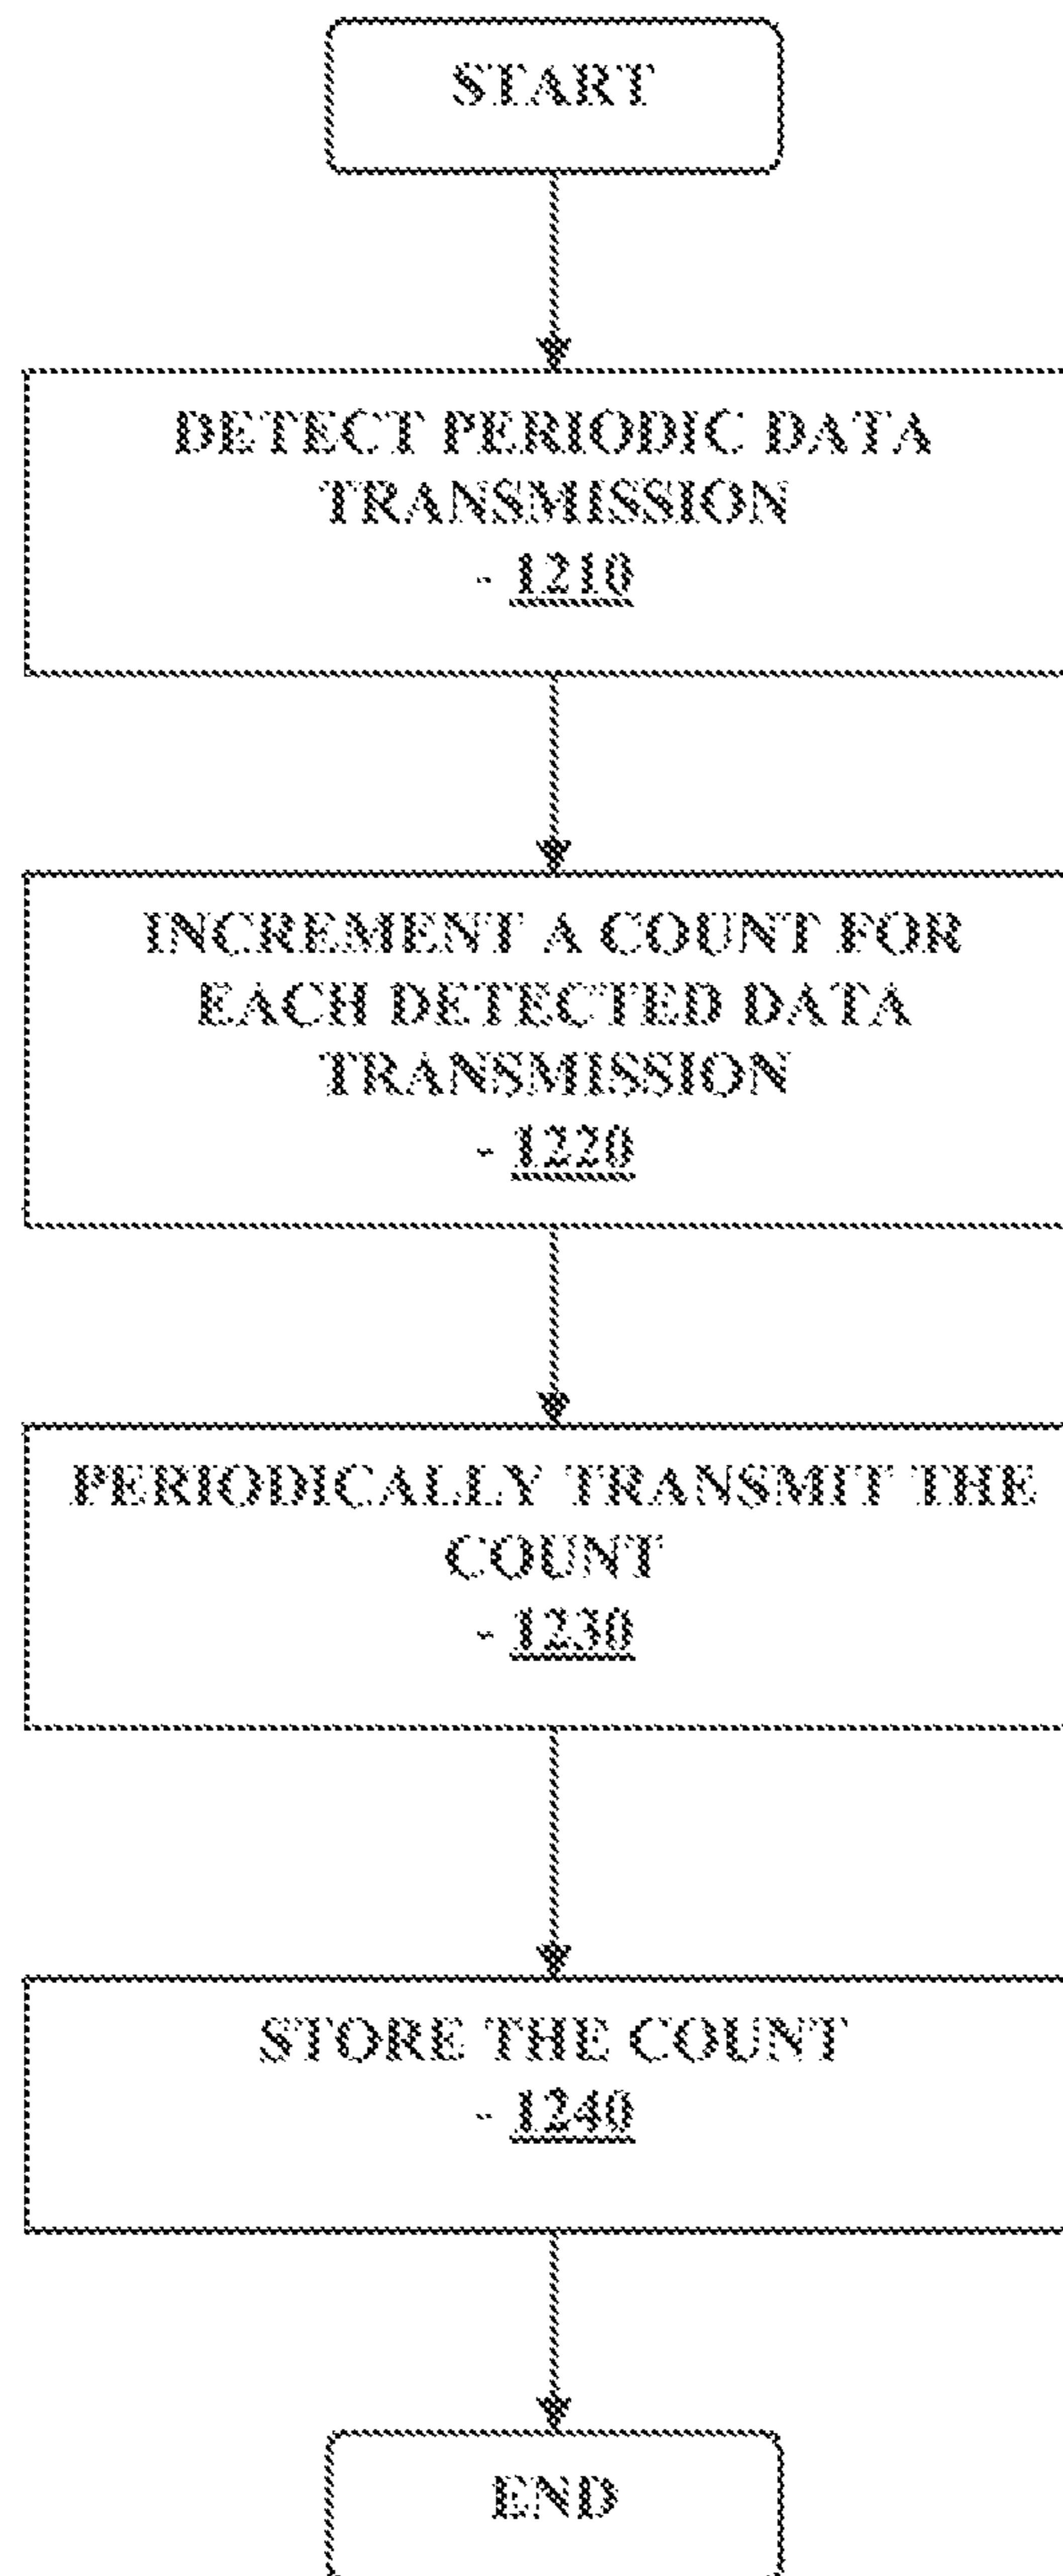 START
DETECT PERIODIC DATA
TRANSMISSION
- 1210
INCREMENT A COUNT FOR
EACH DETECTED DATA
TRANSMISSION
- 1220
PERIODICALLY TRANSMIT THE
COUNT
- 1230
STORE THE COUNT
- 1240
END